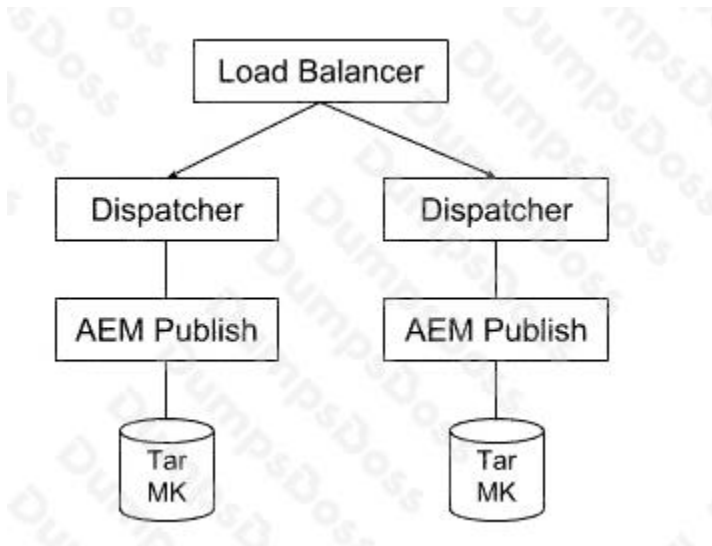 Load Balancer
Dispatcher
Dispatcher
AEM Publish
AEM Publish
Tar
MK
Tar
MK
DumpsDoss